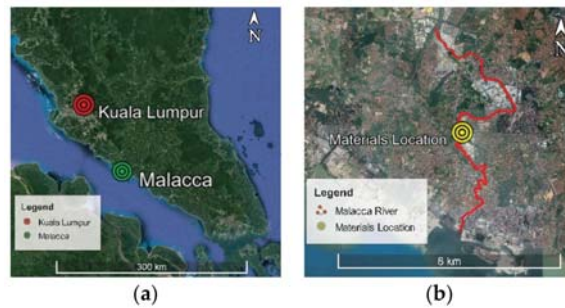 N
Kuala Lumpur
Malacca
Legend
Kuala Lumpur
Malacca
300 km
(a)
N
Materials Location
Legend
Malacca River
Materials Location
6 km
(b)